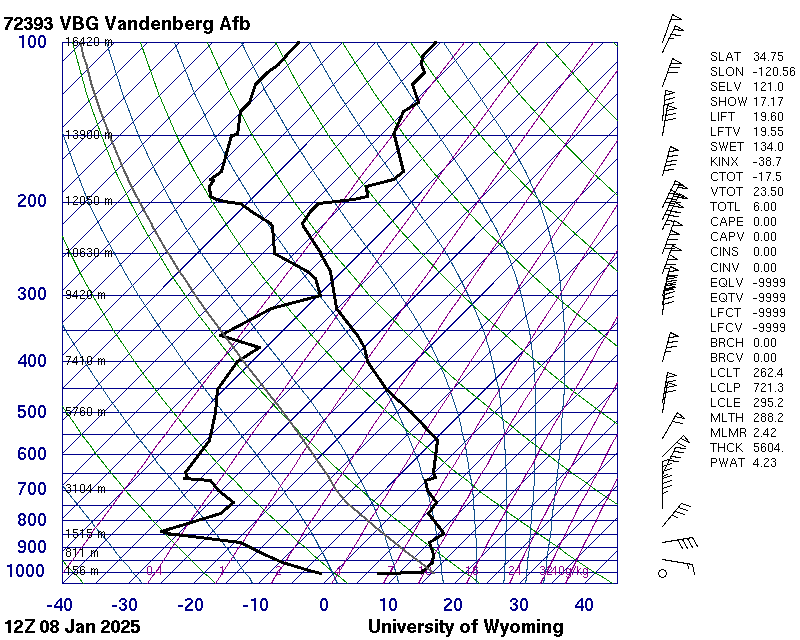 72393 VBG Vandenberg Afb
100
16420 m
13900 m
200
12050 m
10630 m
300
9420 m
400
7410 m
500
5760 m
600
700
3104 m
800
1515 m
900
811 m
1000
156 m
0.4
1
2
4
7
10
16
24
32
40g/kg
-40
-30
-20
-10
0
10
20
30
40
12Z 08 Jan 2025
University of Wyoming
SLAT 34.75
SLON -120.56
SELV 121.0
SHOW 17.17
LIFT 19.60
LFTV 19.55
SWET 134.0
KINX -38.7
CTOT -17.5
VTOT 23.50
TOTL 6.00
CAPE 0.00
CAPV 0.00
CINS 0.00
CINV 0.00
EQLV -9999
EQTV -9999
LFCT -9999
LFCV -9999
BRCH 0.00
BRCV 0.00
LCLT 262.4
LCLP 721.3
LCLE 295.2
MLTH 288.2
MLMR 2.42
THCK 5604.
PWAT 4.23